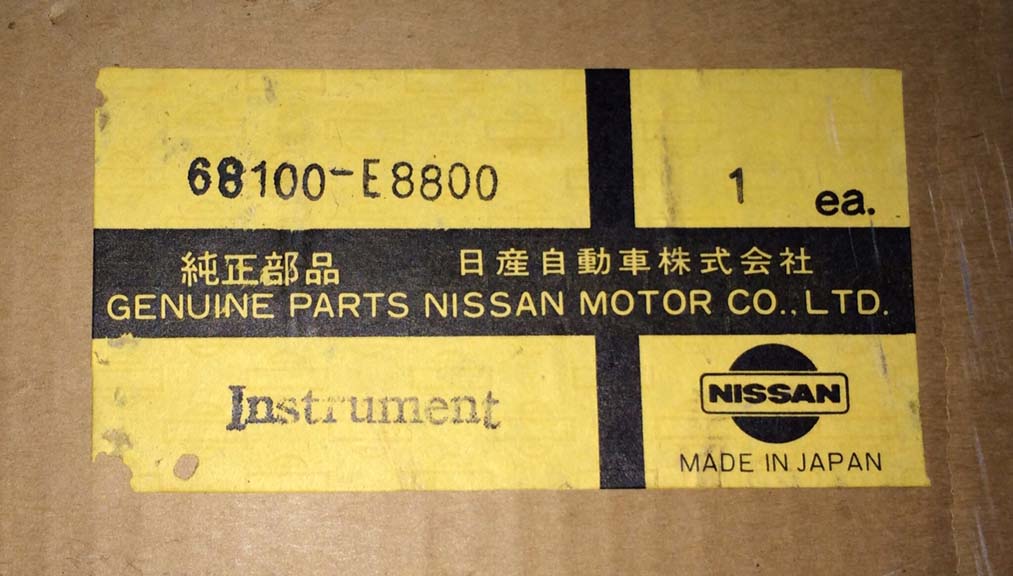 68100-E8800 1 ea.
純正部品 日産自動車株式会社
GENUINE PARTS NISSAN MOTOR CO., LTD.
Instrument
NISSAN
MADE IN JAPAN